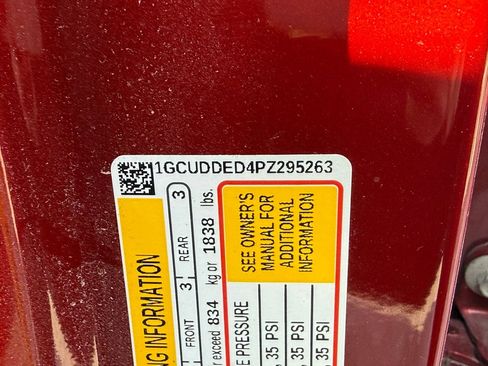 1GCUDDED4PZ295263
NG INFORMATION
FRONT 3 REAR 3
r exceed 834 kg or 1838 lbs.
E PRESSURE
SEE OWNER'S
MANUAL FOR
ADDITIONAL
INFORMATION
, 35 PSI
, 35 PSI
, 35 PSI